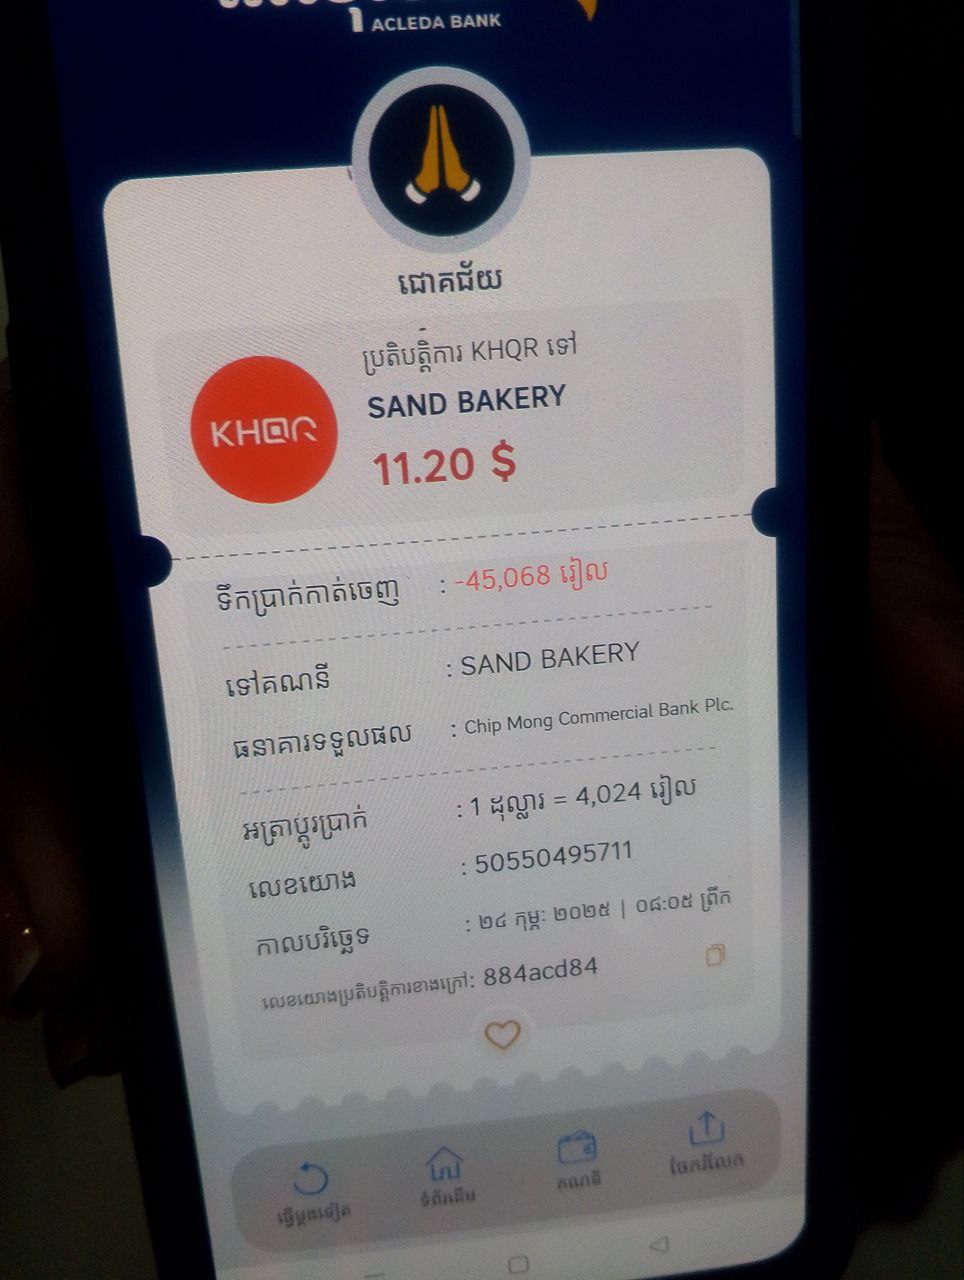 ACLEDA BANK
ជោគជ័យ
KHQR
ប្រតិបត្តិការ KHQR ទៅ
SAND BAKERY
11.20 $
ទឹកប្រាក់កាត់ចេញ : -45,068 រៀល
ទៅគណនី : SAND BAKERY
ធនាគារទទួលផល : Chip Mong Commercial Bank Plc.
អត្រាប្តូរប្រាក់ : 1 ដុល្លារ = 4,024 រៀល
លេខយោង : 50550495711
កាលបរិច្ឆេទ : ២៤ កុម្ភៈ ២០២៥ | ០៨:០៥ ព្រឹក
លេខយោងប្រតិបត្តិការខាងក្រៅ: 884acd84
ធ្វើម្តងទៀត ទំព័រដើម គណនី ចែករំលែក